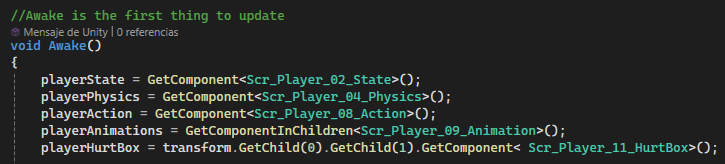 //Awake is the first thing to update
Mensaje de Unity | 0 referencias
void Awake()
{
playerState = GetComponent<Scr_Player_02_State>();
playerPhysics = GetComponent<Scr_Player_04_Physics>();
playerAction = GetComponent<Scr_Player_08_Action>();
playerAnimations = GetComponentInChildren<Scr_Player_09_Animation>();
playerHurtBox = transform.GetChild(0).GetChild(1).GetComponent< Scr_Player_11_HurtBox>();